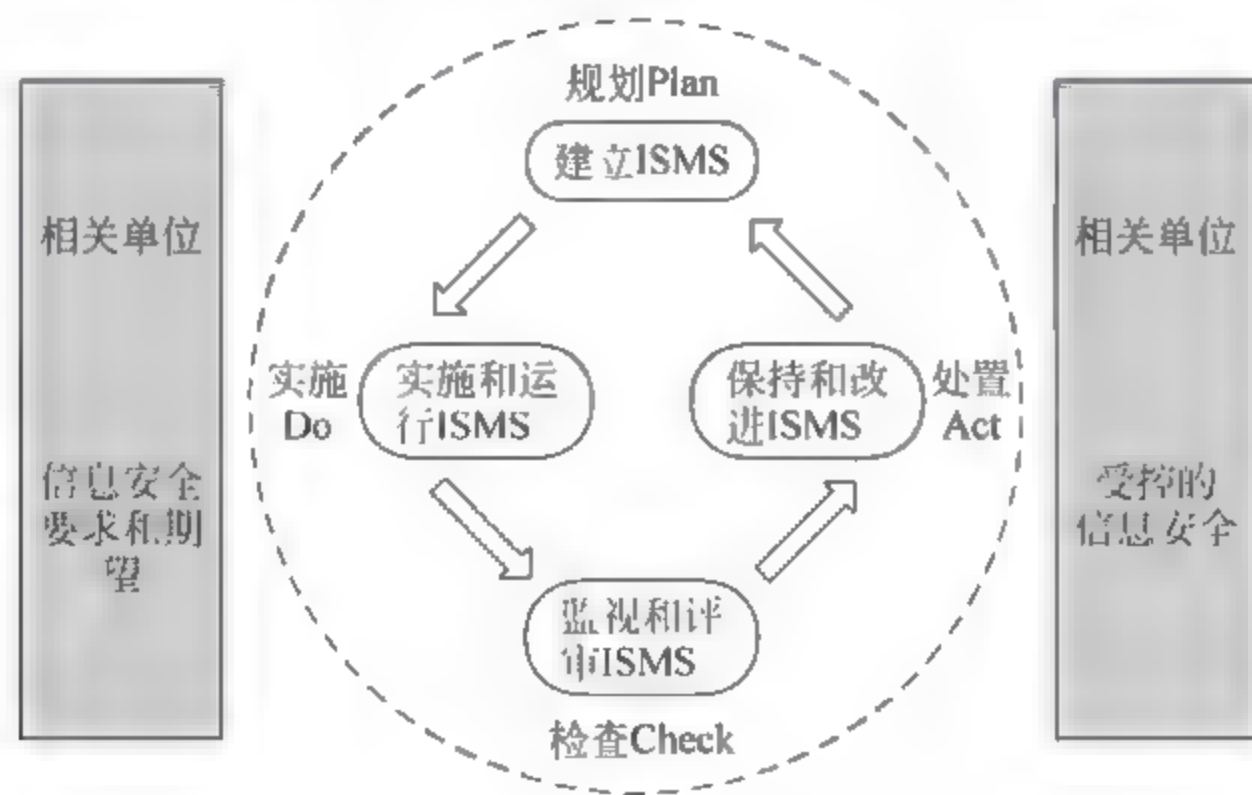 规划Plan
建立ISMS
相关单位
信息安全
要求和期
望
实施
Do
实施和运
行ISMS
保持和改
进ISMS
处置
Act
监视和评
审ISMS
检查Check
相关单位
受控的
信息安全